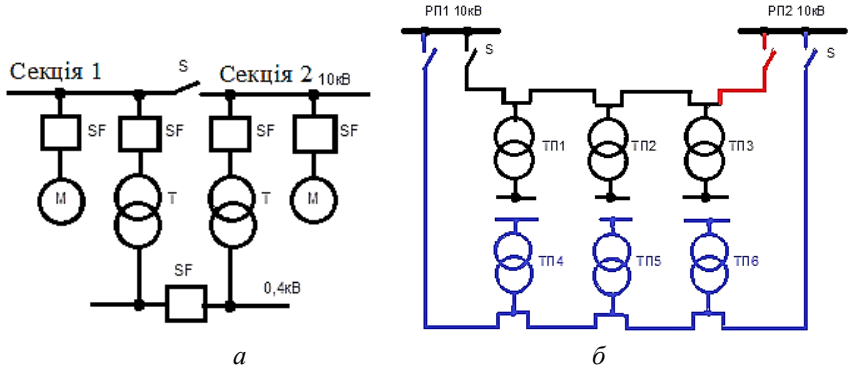 РП1 10кВ
РП2 10кВ
S
Секція 1
Секція 2 10кВ
SF SF SF SF
М Т Т М
SF
0,4кВ
S
S
ТП1 ТП2 ТП3
ТП4 ТП5 ТП6
а
б